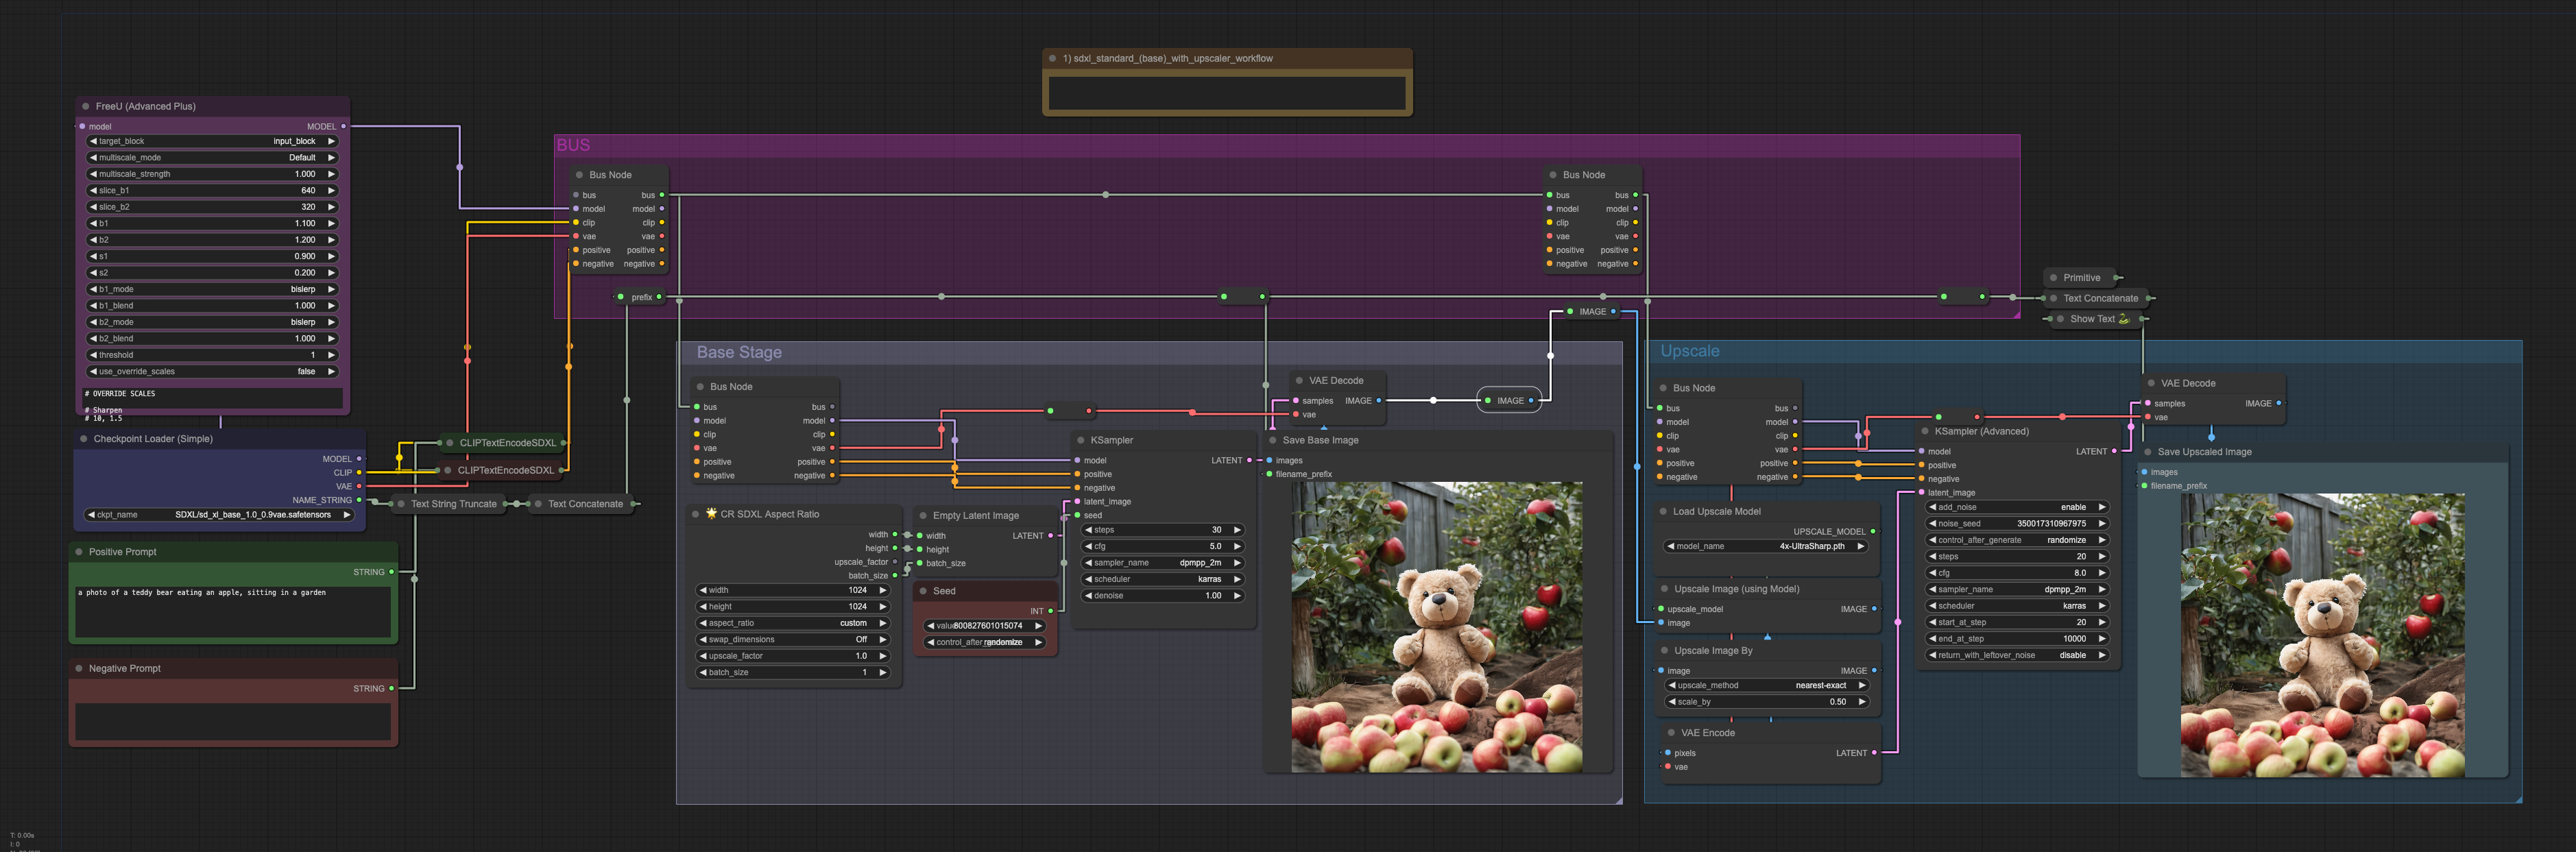 1) sdxl_standard_(base)_with_upscaler_workflow
FreeU (Advanced Plus)
model MODEL
target_block input_block
multiscale_mode Default
multiscale_strength 1.000
slice_b1 640
slice_b2 320
b1 1.100
b2 1.200
s1 0.900
s2 0.200
b1_mode bislerp
b1_blend 1.000
b2_mode bislerp
b2_blend 1.000
threshold 1
use_override_scales false
# OVERRIDE SCALES
# Sharpen
# 10, 1.5
Checkpoint Loader (Simple)
MODEL
CLIP
VAE
NAME_STRING
ckpt_name SDXL/sd_xl_base_1.0_0.9vae.safetensors
CLIPTextEncodeSDXL
CLIPTextEncodeSDXL
Text String Truncate
Text Concatenate
Positive Prompt
STRING
a photo of a teddy bear eating an apple, sitting in a garden
Negative Prompt
STRING
BUS
Bus Node
bus bus
model model
clip clip
vae vae
positive positive
negative negative
prefix
Bus Node
bus bus
model model
clip clip
vae vae
positive positive
negative negative
IMAGE
Primitive
Text Concatenate
Show Text 🐍
Base Stage
Bus Node
bus bus
model model
clip clip
vae vae
positive positive
negative negative
🌟 CR SDXL Aspect Ratio
width
height
upscale_factor
batch_size
width 1024
height 1024
aspect_ratio custom
swap_dimensions Off
upscale_factor 1.0
batch_size 1
Empty Latent Image
width LATENT
height
batch_size
Seed
INT
value 800827601015074
control_after_ randomize
KSampler
model LATENT
positive
negative
latent_image
seed
steps 30
cfg 5.0
sampler_name dpmpp_2m
scheduler karras
denoise 1.00
VAE Decode
samples IMAGE
vae
IMAGE
Save Base Image
images
filename_prefix
Upscale
Bus Node
bus bus
model model
clip clip
vae vae
positive positive
negative negative
Load Upscale Model
UPSCALE_MODEL
model_name 4x-UltraSharp.pth
Upscale Image (using Model)
upscale_model IMAGE
image
Upscale Image By
image IMAGE
upscale_method nearest-exact
scale_by 0.50
VAE Encode
pixels LATENT
vae
KSampler (Advanced)
model LATENT
positive
negative
latent_image
add_noise enable
noise_seed 350017310967975
control_after_generate randomize
steps 20
cfg 8.0
sampler_name dpmpp_2m
scheduler karras
start_at_step 20
end_at_step 10000
return_with_leftover_noise disable
VAE Decode
samples IMAGE
vae
Save Upscaled Image
images
filename_prefix
T: 0.00s
I: 0